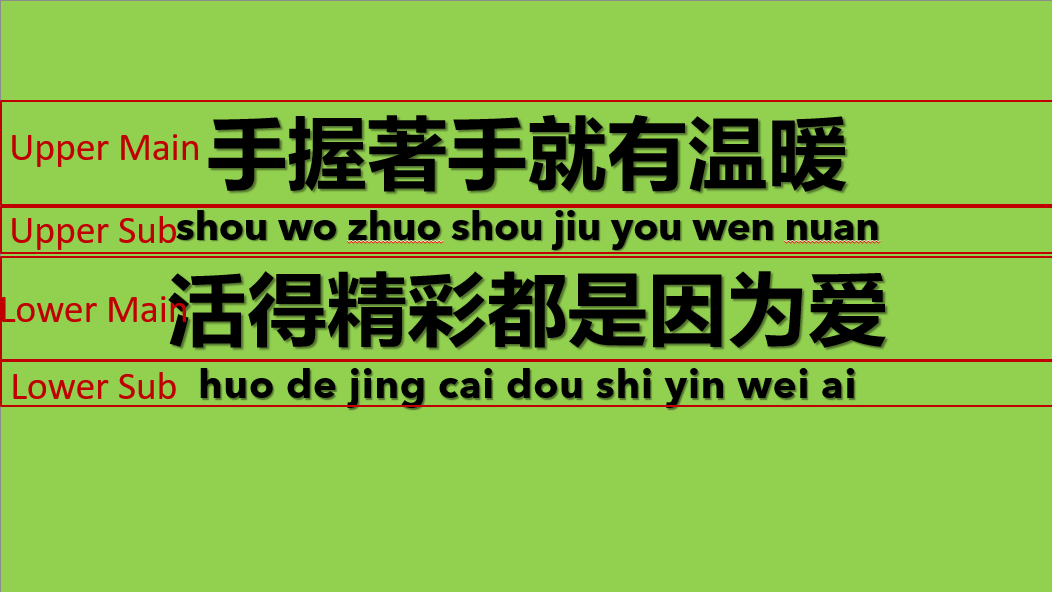 Upper Main 手握著手就有温暖
Upper Sub shou wo zhuo shou jiu you wen nuan
Lower Main 活得精彩都是因为爱
Lower Sub huo de jing cai dou shi yin wei ai